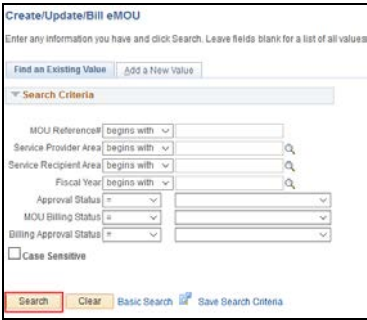 Create/Update/Bill eMOU
Enter any information you have and click Search. Leave fields blank for a list of all values
Find an Existing Value Add a New Value
Search Criteria
MOU Reference# begins with
Service Provider Area begins with
Service Recipient Area begins with
Fiscal Year begins with
Approval Status =
MOU Billing Status =
Billing Approval Status =
Case Sensitive
Search Clear Basic Search Save Search Criteria